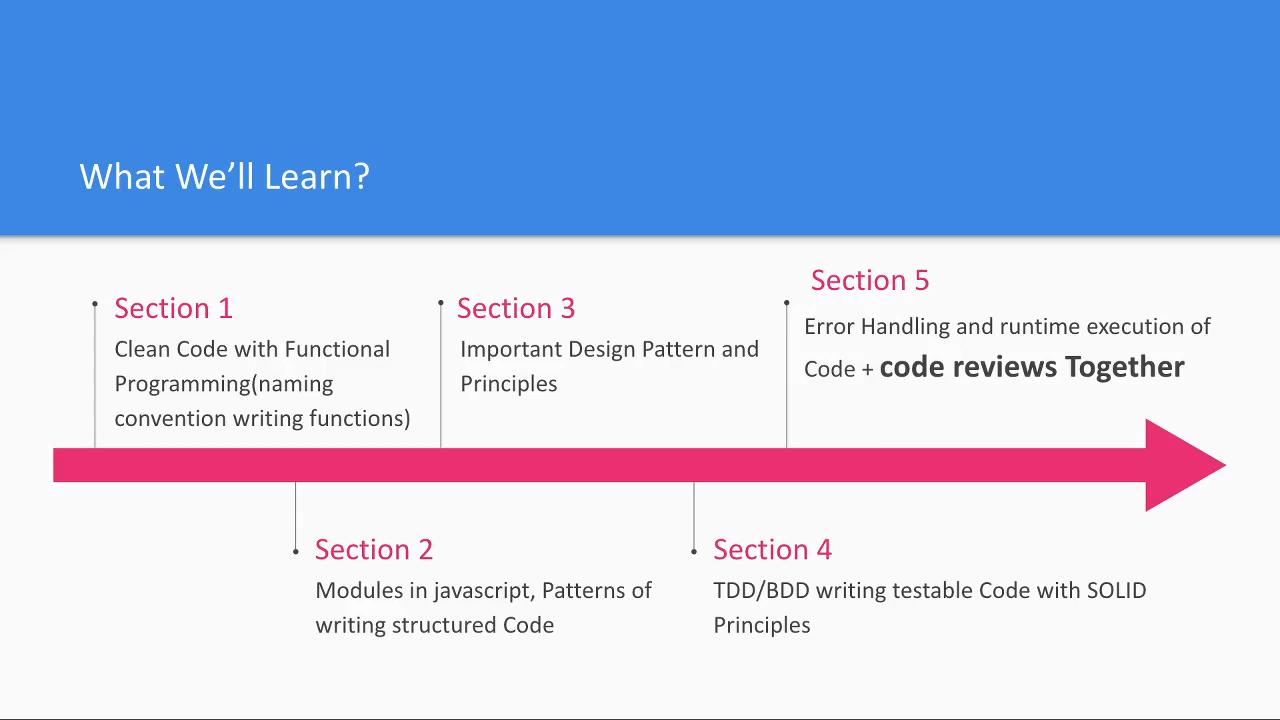 What We’ll Learn?
Section 1
Clean Code with Functional
Programming(naming
convention writing functions)
Section 2
Modules in javascript, Patterns of
writing structured Code
Section 3
Important Design Pattern and
Principles
Section 4
TDD/BDD writing testable Code with SOLID
Principles
Section 5
Error Handling and runtime execution of
Code + code reviews Together